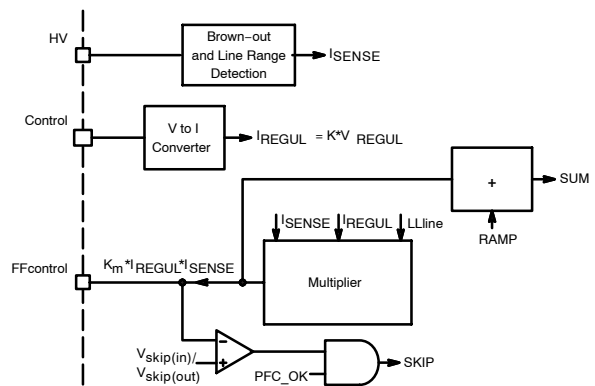 HV
Brown-out
and Line Range
Detection
ISENSE
Control
V to I
Converter
IREGUL = K*V REGUL
+
SUM
RAMP
ISENSE IREGUL LLline
Multiplier
FFcontrol
Km*IREGUL*ISENSE
Vskip(in)/
Vskip(out)
−
+
PFC_OK
SKIP